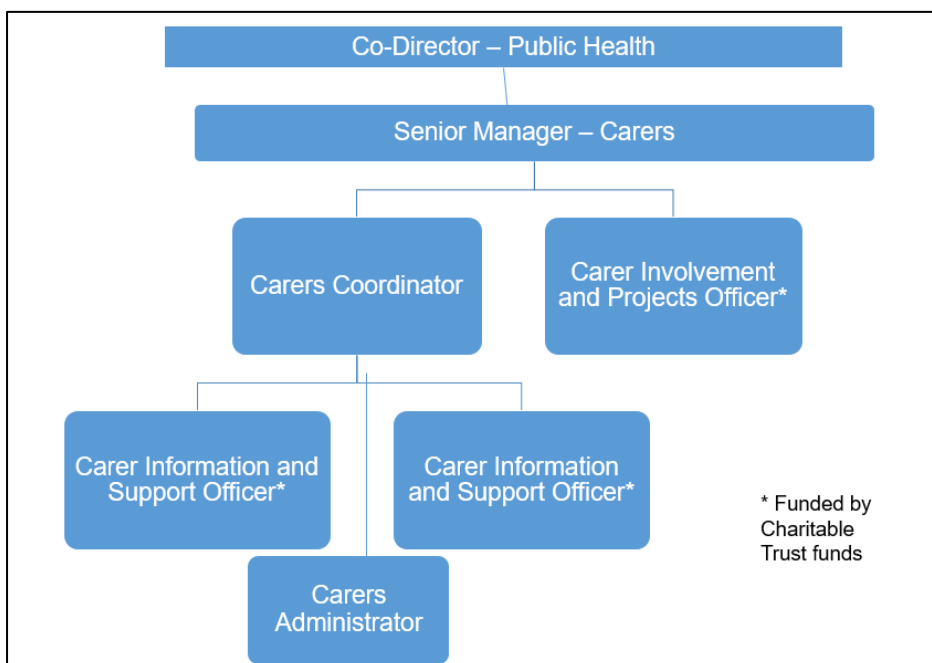 Co-Director – Public Health
Senior Manager – Carers
Carers Coordinator
Carer Involvement
and Projects Officer*
Carer Information and
Support Officer*
Carer Information
and Support Officer*
* Funded by
Charitable
Trust funds
Carers
Administrator